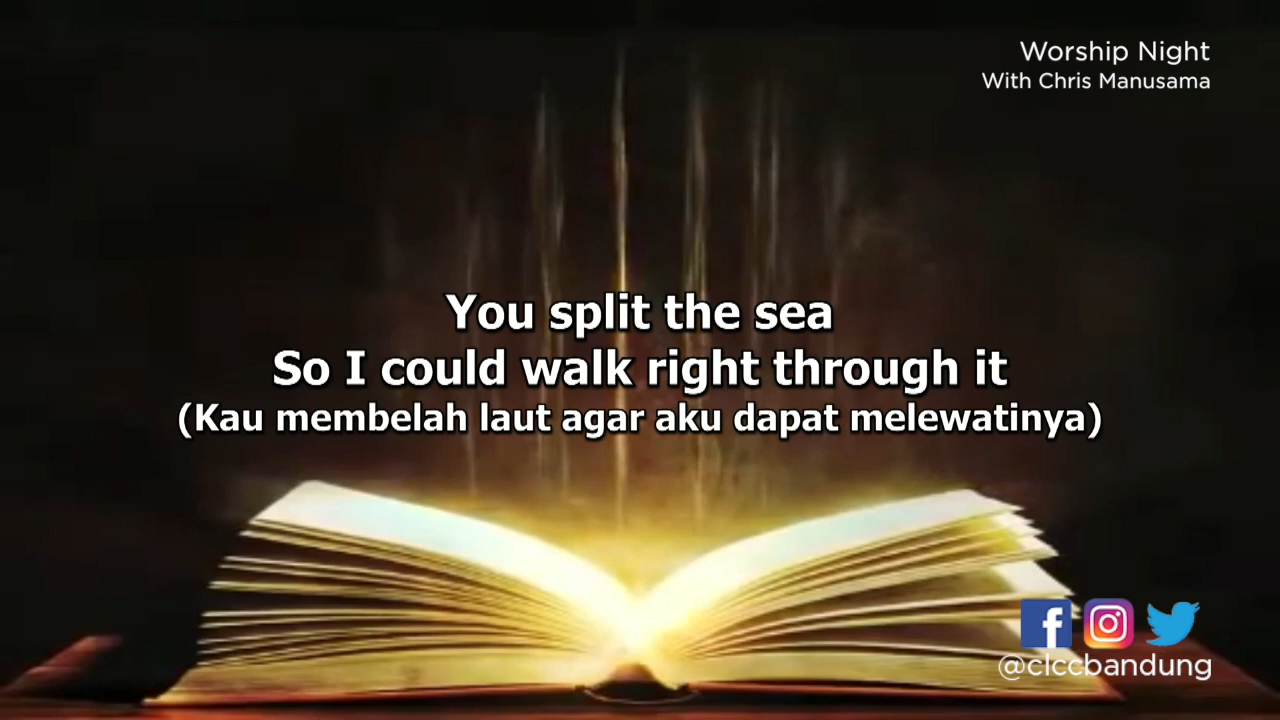 Worship Night
With Chris Manusama
You split the sea
So I could walk right through it
(Kau membelah laut agar aku dapat melewatinya)
@clccbandung